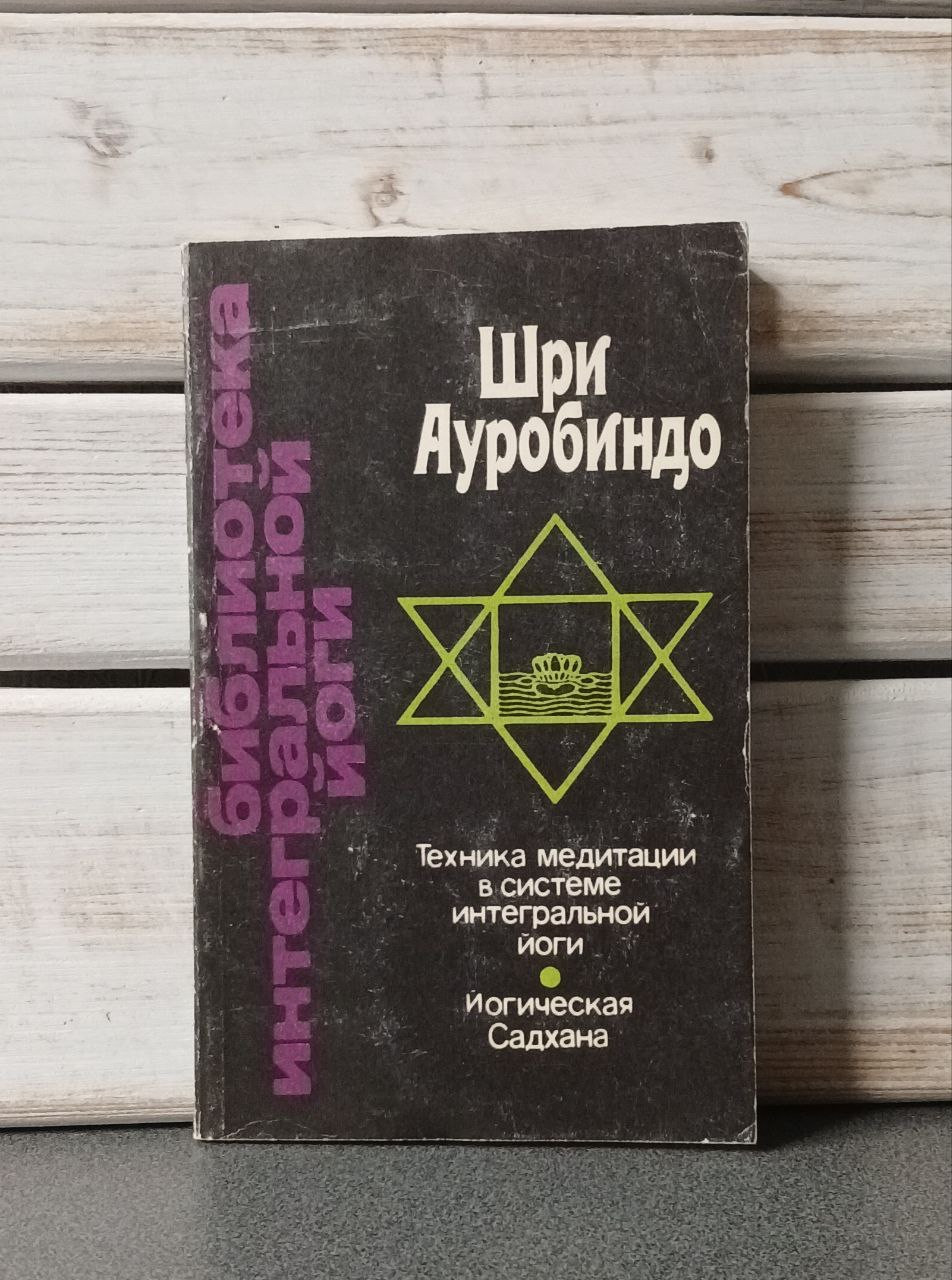 библиотека
интегральной
йоги
Шри
Ауробиндо
Техника медитации
в системе
интегральной
йоги
Йогическая
Садхана